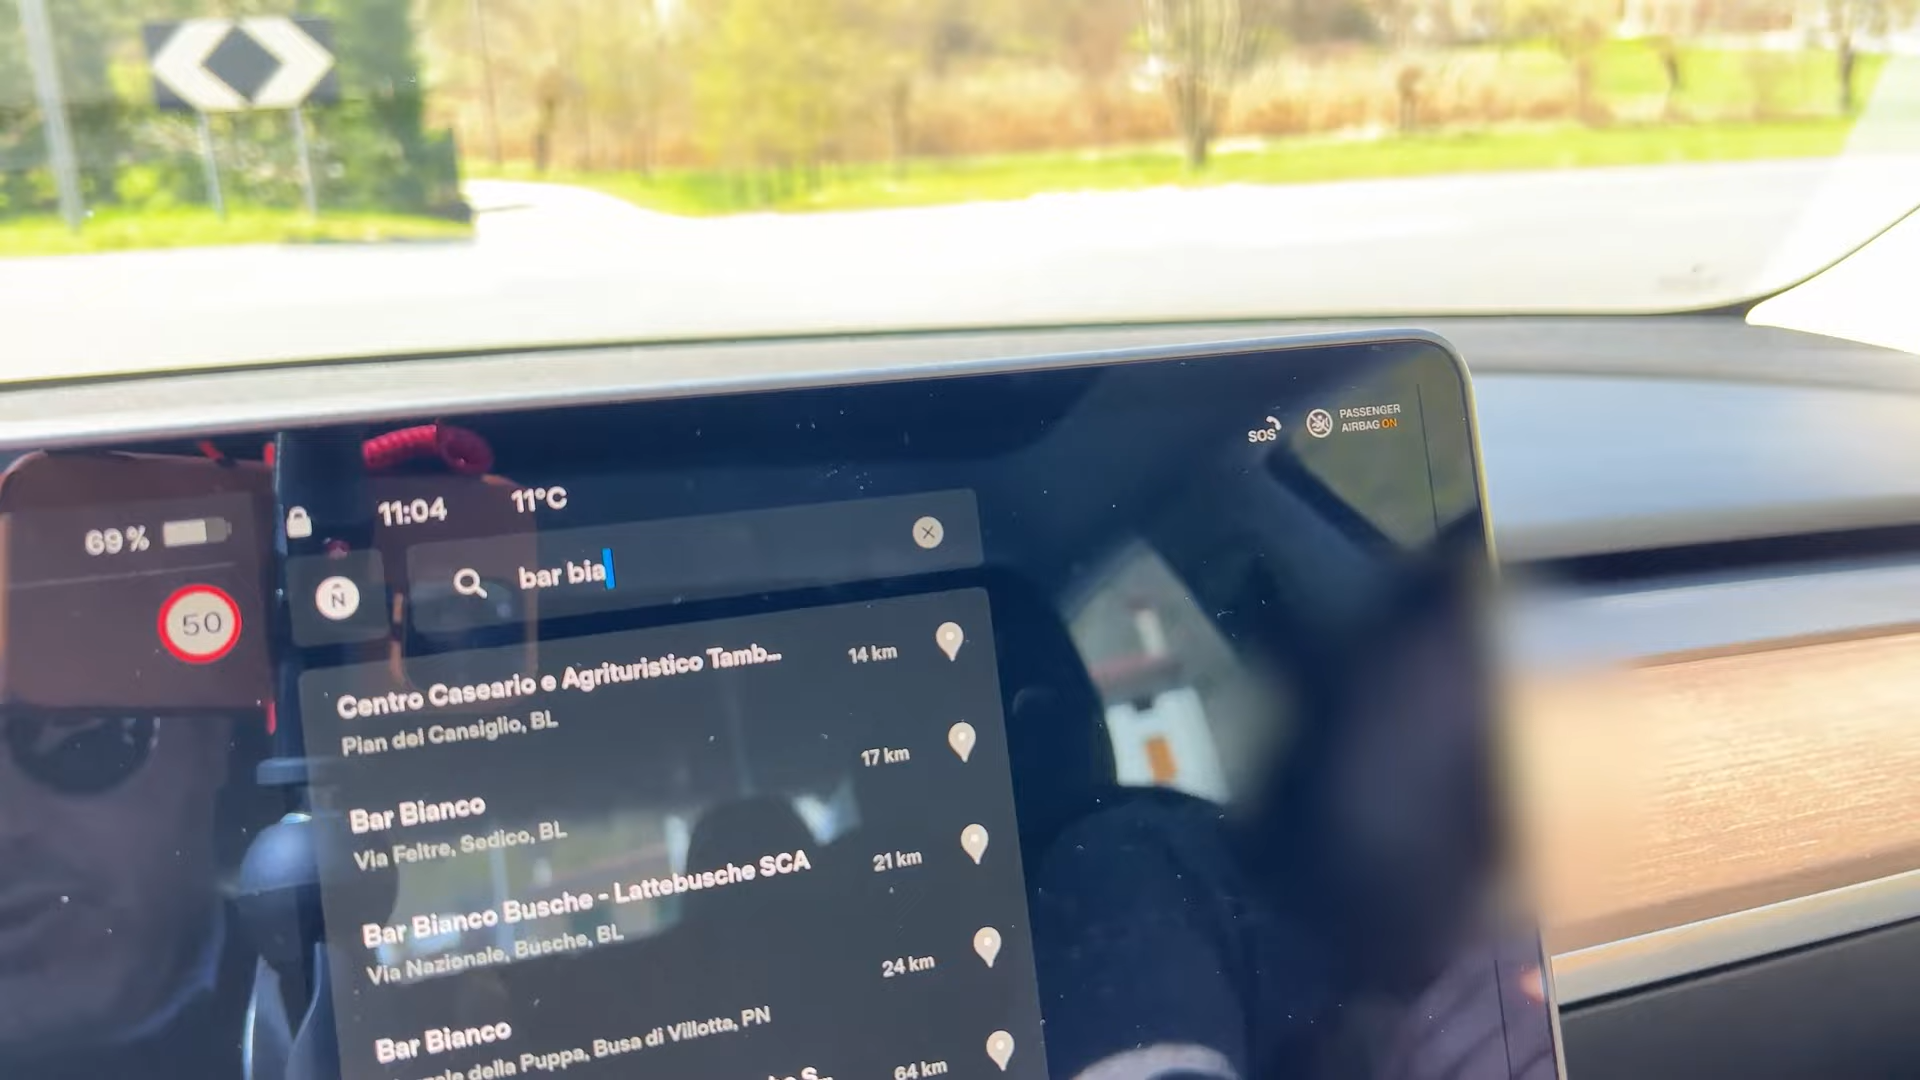 SOS
PASSENGER
AIRBAG ON
69%
11:04
11°C
50
N
bar bia
Centro Caseario e Agrituristico Tamb...
14 km
Pian del Cansiglio, BL
17 km
Bar Bianco
Via Feltre, Sedico, BL
21 km
Bar Bianco Busche - Lattebusche SCA
Via Nazionale, Busche, BL
24 km
Bar Bianco
della Puppa, Busa di Villotta, PN
64 km